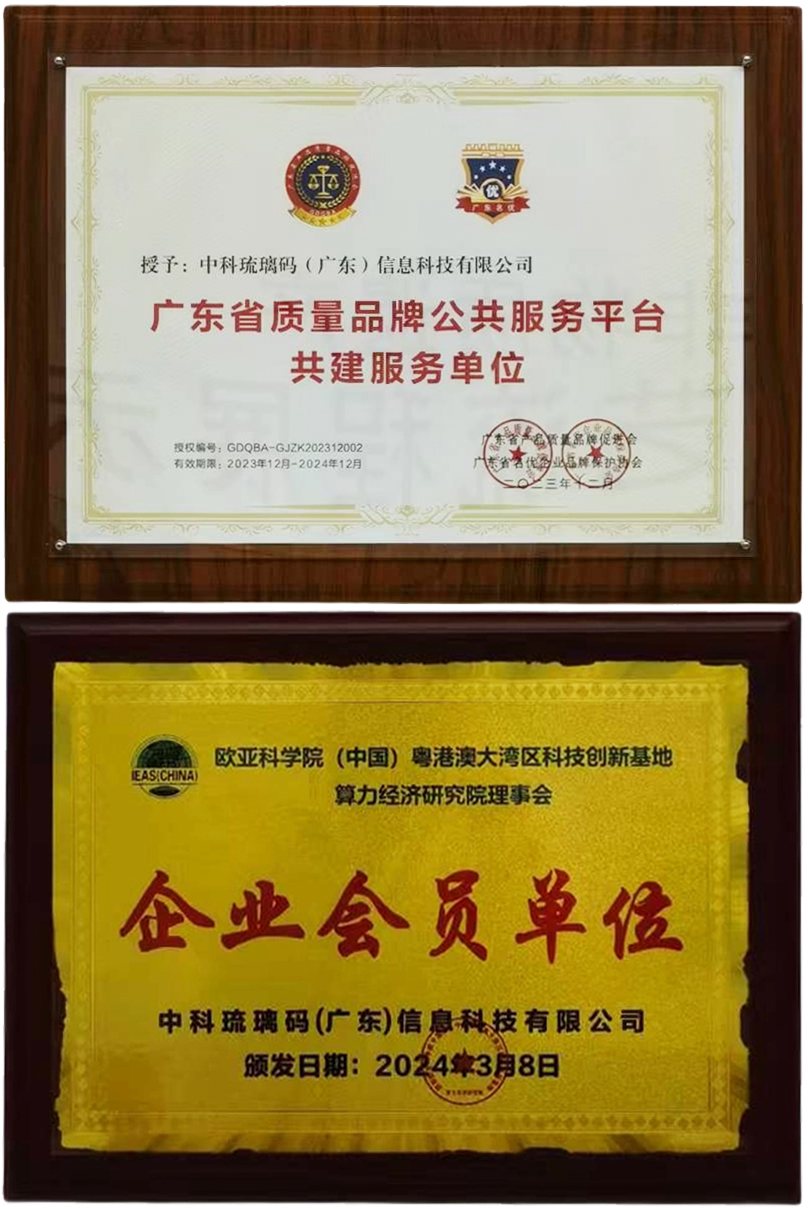 优
广东名优
授予：中科琉璃码（广东）信息科技有限公司
广东省质量品牌公共服务平台
共建服务单位
授权编号：GDQBA-GJZK202312002
有效期限：2023年12月-2024年12月
广东省产品质量品牌促进会
广东省名优企业品牌保护协会
二〇二三年十二月
IEAS(CHINA)
欧亚科学院（中国）粤港澳大湾区科技创新基地
算力经济研究院理事会
企业会员单位
中科琉璃码(广东)信息科技有限公司
颁发日期：2024年3月8日